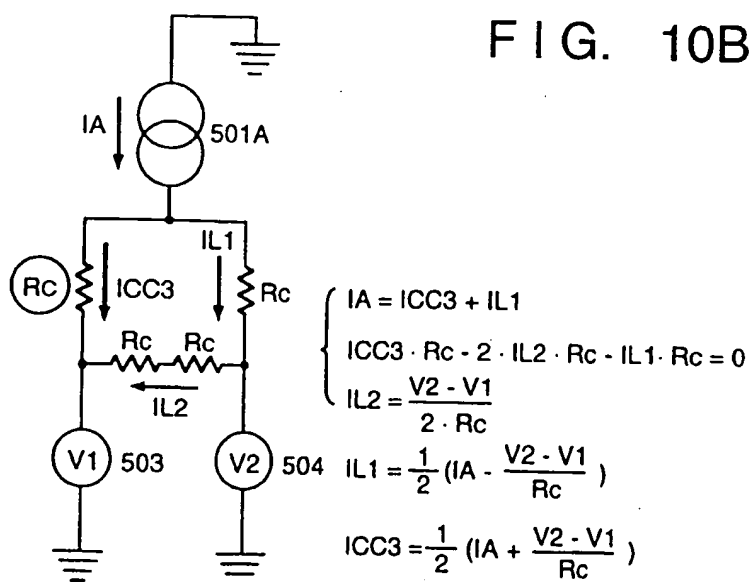 FIG. 10B
IA
501A
IL1
Rc
ICC3
Rc
IA = ICC3 + IL1
Rc Rc
ICC3 · Rc - 2 · IL2 · Rc - IL1 · Rc = 0
IL2
IL2 = V2 - V1 / 2 · Rc
V1 503 V2 504
IL1 = 1/2 (IA - V2 - V1 / Rc )
ICC3 = 1/2 (IA + V2 - V1 / Rc )